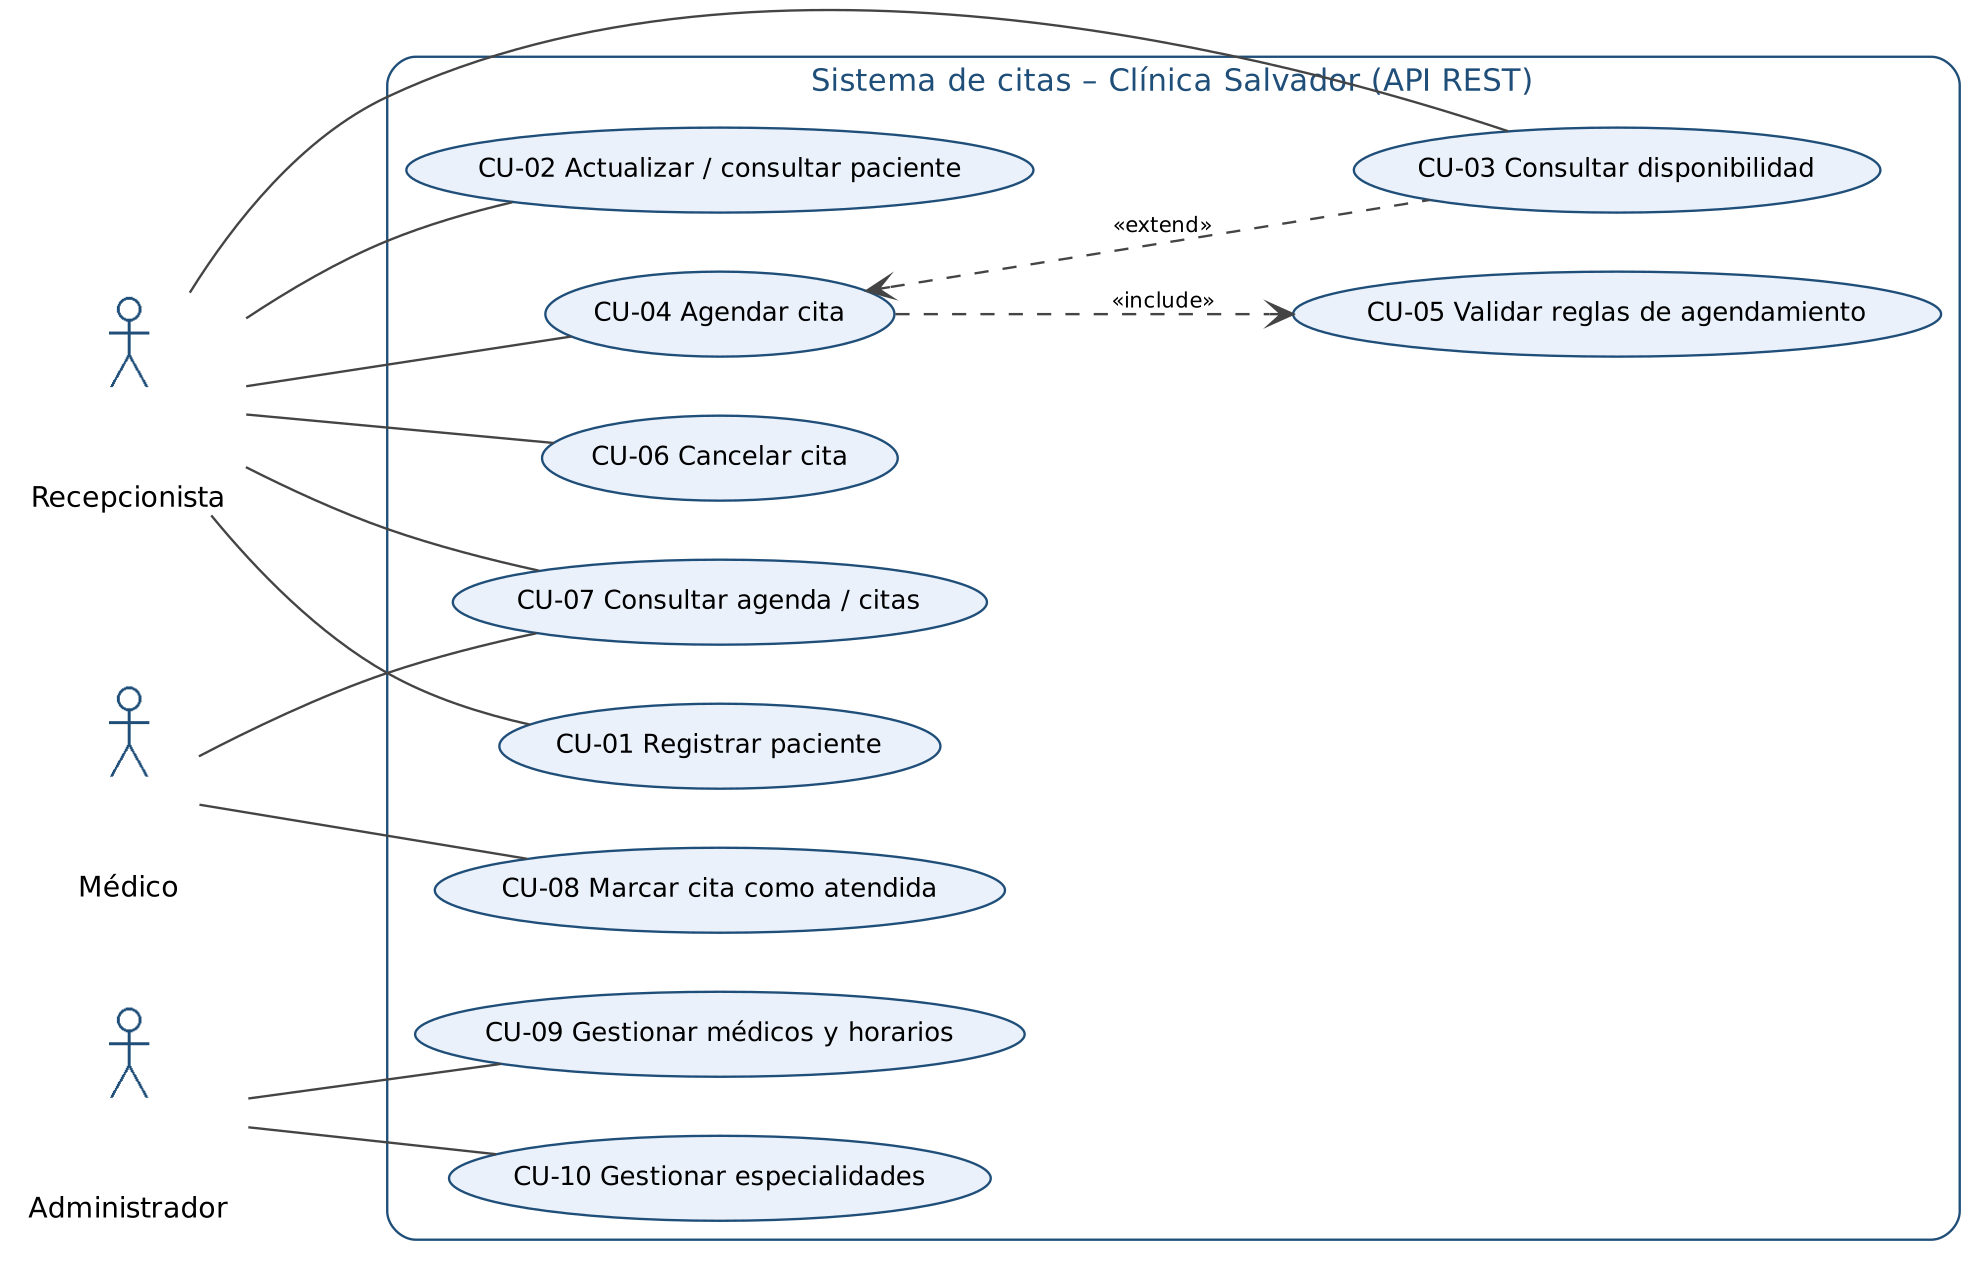 Sistema de citas – Clínica Salvador (API REST)
CU-02 Actualizar / consultar paciente
CU-03 Consultar disponibilidad
«extend»
CU-04 Agendar cita
«include»
CU-05 Validar reglas de agendamiento
CU-06 Cancelar cita
Recepcionista
CU-07 Consultar agenda / citas
CU-01 Registrar paciente
Médico
CU-08 Marcar cita como atendida
CU-09 Gestionar médicos y horarios
CU-10 Gestionar especialidades
Administrador